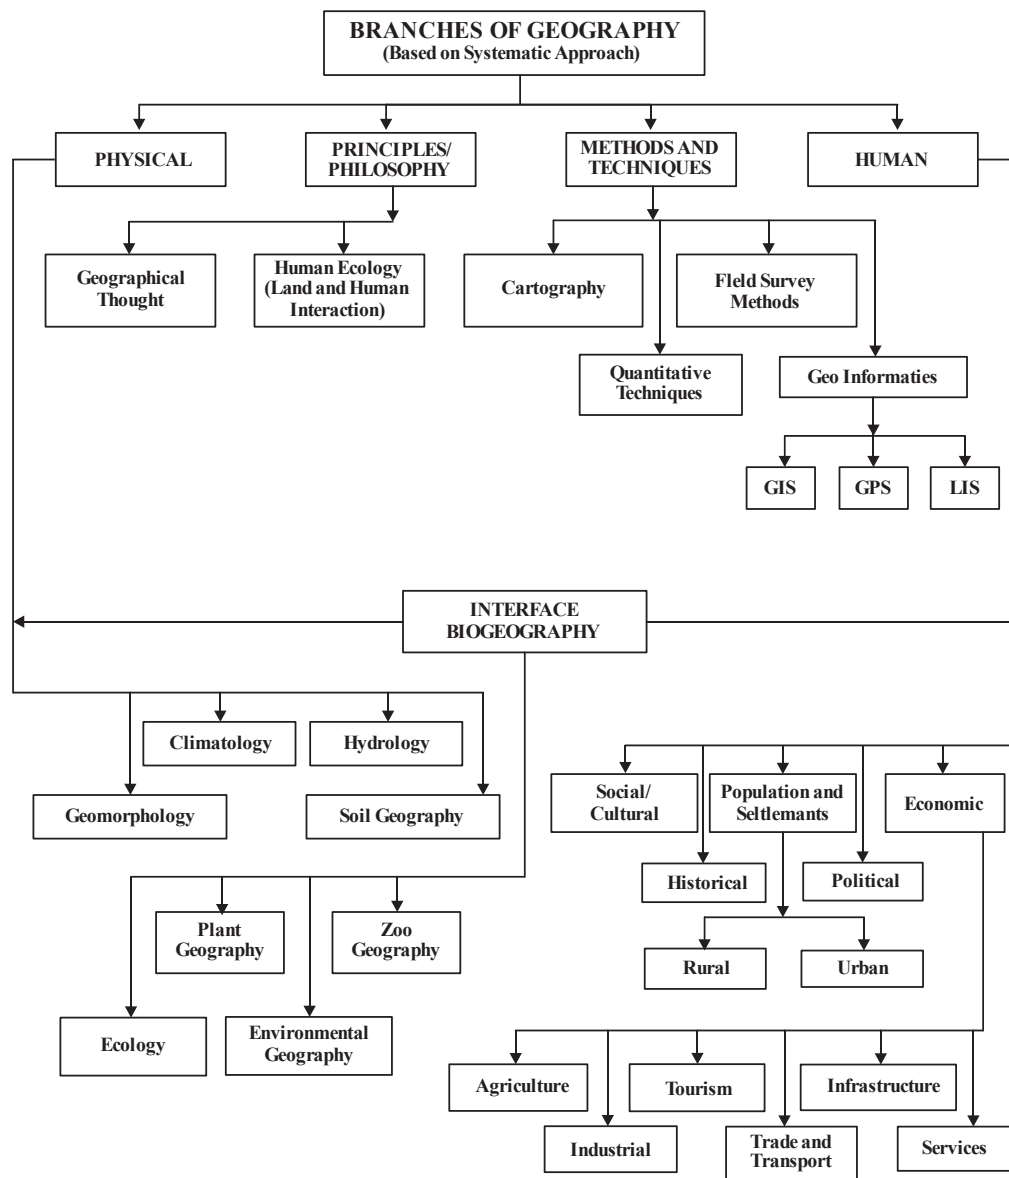 BRANCHES OF GEOGRAPHY
(Based on Systematic Approach)
PHYSICAL
PRINCIPLES/
PHILOSOPHY
METHODS AND
TECHNIQUES
HUMAN
Geographical
Thought
Human Ecology
(Land and Human
Interaction)
Cartography
Fleld Survey
Methods
Quantitative
Techniques
Geo Informaties
GIS
GPS
LIS
INTERFACE
BIOGEOGRAPHY
Climatology
Hydrology
Geomorphology
Soil Geography
Social/
Cultural
Population and
Seltlemants
Economic
Historical
Political
Rural
Urban
Plant
Geography
Zoo
Geography
Ecology
Environmental
Geography
Agriculture
Tourism
Infrastructure
Industrial
Trade and
Transport
Services